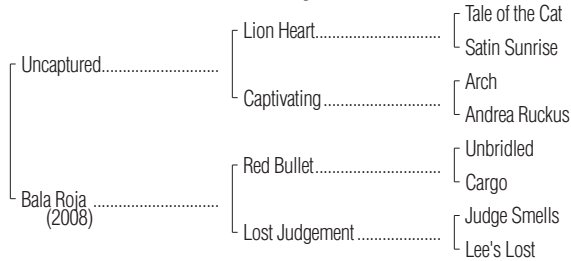 Tale of the Cat
Lion Heart..............................
Satin Sunrise
Uncaptured............................
Arch
Captivating............................
Andrea Ruckus
Unbridled
Red Bullet..............................
Cargo
Bala Roja..............................
(2008)
Judge Smells
Lost Judgement....................
Lee's Lost